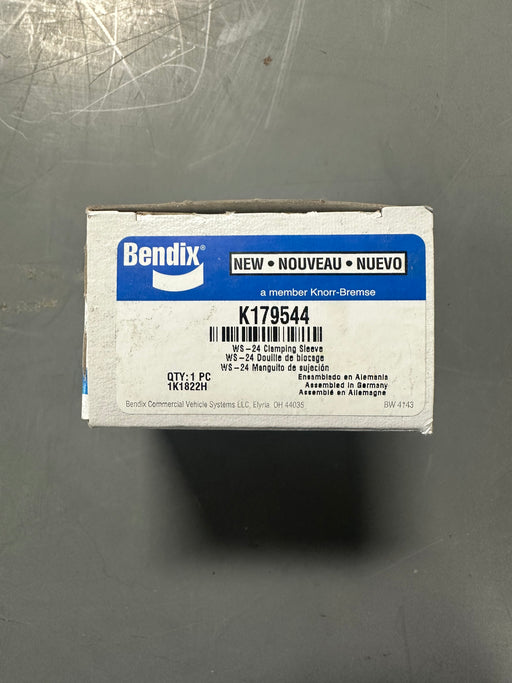 Bendix®
NEW • NOUVEAU • NUEVO
a member Knorr-Bremse
K179544
WS-24 Clamping Sleeve
WS-24 Douille de blocage
WS-24 Manguito de sujación
QTY: 1 PC
1K1822H
Ensamblado en Alemania
Assembled in Germany
Assemblé en Allemagne
Bendix Commercial Vehicle Systems LLC, Elyria, OH 44035
BW 4143